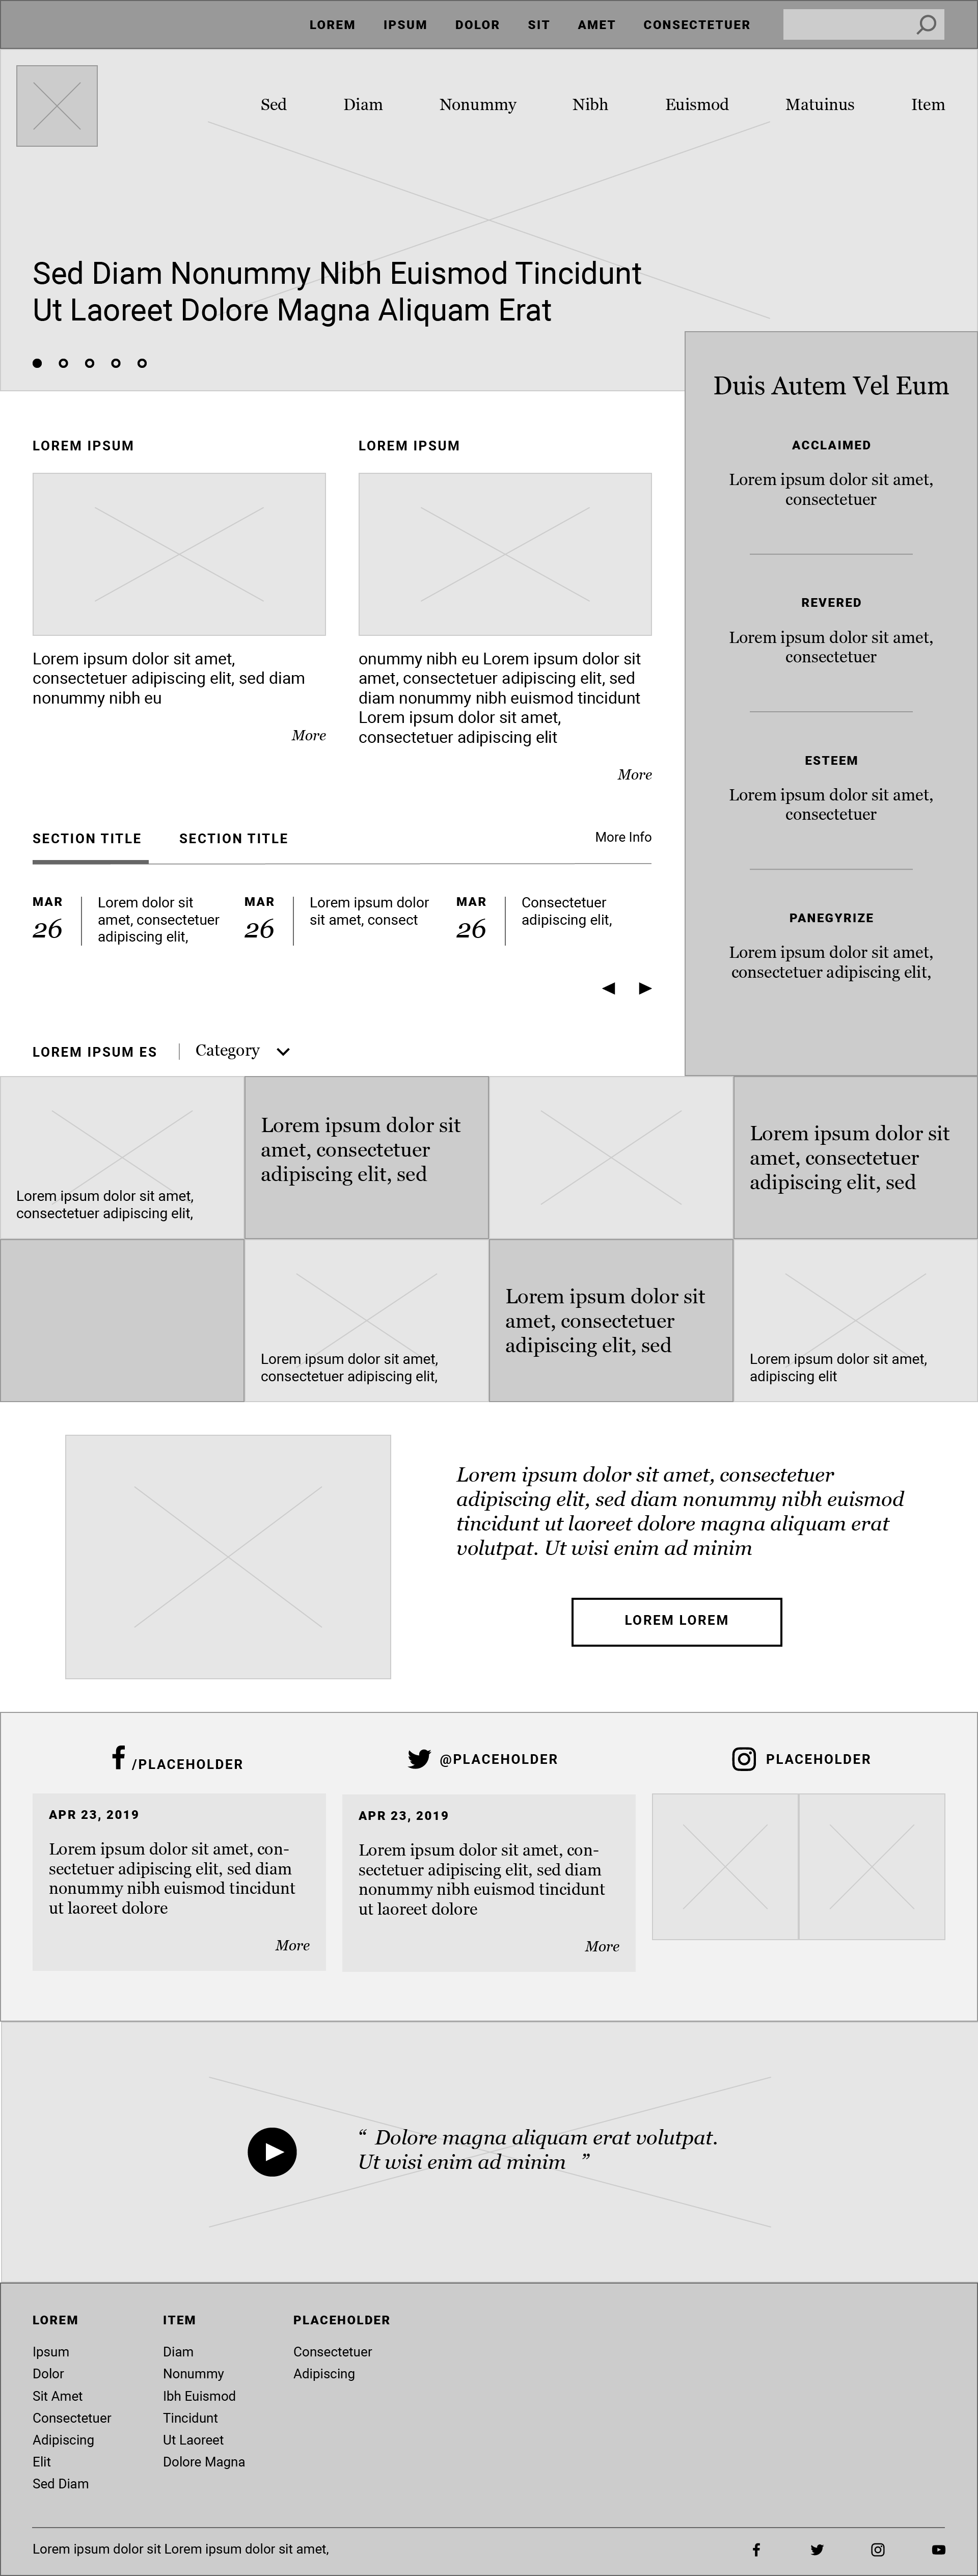 LOREM IPSUM DOLOR SIT AMET CONSECTETUER
Sed Diam Nonummy Nibh Euismod Matuinus Item
Sed Diam Nonummy Nibh Euismod Tincidunt
Ut Laoreet Dolore Magna Aliquam Erat
Duis Autem Vel Eum
ACCLAIMED
Lorem ipsum dolor sit amet,
consectetuer
REVERED
Lorem ipsum dolor sit amet,
consectetuer
ESTEEM
Lorem ipsum dolor sit amet,
consectetuer
PANEGYRIZE
Lorem ipsum dolor sit amet,
consectetuer adipiscing elit,
LOREM IPSUM
Lorem ipsum dolor sit amet,
consectetuer adipiscing elit, sed diam
nonummy nibh eu
More
LOREM IPSUM
onummy nibh eu Lorem ipsum dolor sit
amet, consectetuer adipiscing elit, sed
diam nonummy nibh euismod tincidunt
Lorem ipsum dolor sit amet,
consectetuer adipiscing elit
More
SECTION TITLE SECTION TITLE More Info
MAR
26
Lorem dolor sit
amet, consectetuer
adipiscing elit,
MAR
26
Lorem ipsum dolor
sit amet, consect
MAR
26
Consectetuer
adipiscing elit,
LOREM IPSUM ES Category
Lorem ipsum dolor sit amet,
consectetuer adipiscing elit,
Lorem ipsum dolor sit
amet, consectetuer
adipiscing elit, sed
Lorem ipsum dolor sit
amet, consectetuer
adipiscing elit, sed
Lorem ipsum dolor sit amet,
consectetuer adipiscing elit,
Lorem ipsum dolor sit
amet, consectetuer
adipiscing elit, sed
Lorem ipsum dolor sit amet,
adipiscing elit
Lorem ipsum dolor sit amet, consectetuer
adipiscing elit, sed diam nonummy nibh euismod
tincidunt ut laoreet dolore magna aliquam erat
volutpat. Ut wisi enim ad minim
LOREM LOREM
/PLACEHOLDER
APR 23, 2019
Lorem ipsum dolor sit amet, con-
sectetuer adipiscing elit, sed diam
nonummy nibh euismod tincidunt
ut laoreet dolore
More
@PLACEHOLDER
APR 23, 2019
Lorem ipsum dolor sit amet, con-
sectetuer adipiscing elit, sed diam
nonummy nibh euismod tincidunt
ut laoreet dolore
More
PLACEHOLDER
“ Dolore magna aliquam erat volutpat.
Ut wisi enim ad minim ”
LOREM
Ipsum
Dolor
Sit Amet
Consectetuer
Adipiscing
Elit
Sed Diam
ITEM
Diam
Nonummy
Ibh Euismod
Tincidunt
Ut Laoreet
Dolore Magna
PLACEHOLDER
Consectetuer
Adipiscing
Lorem ipsum dolor sit Lorem ipsum dolor sit amet,